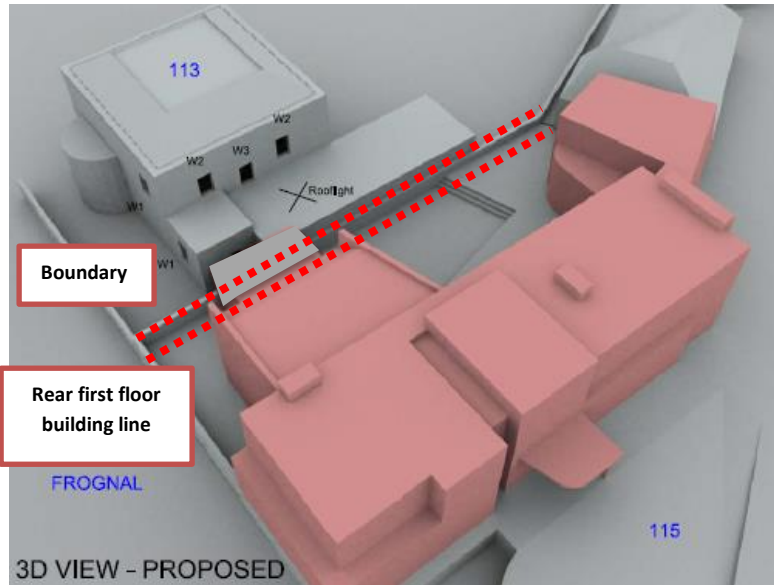 113
W2
W3
W2
Rooflight
W1
W1
Boundary
Rear first floor
building line
FROGNAL
115
3D VIEW - PROPOSED